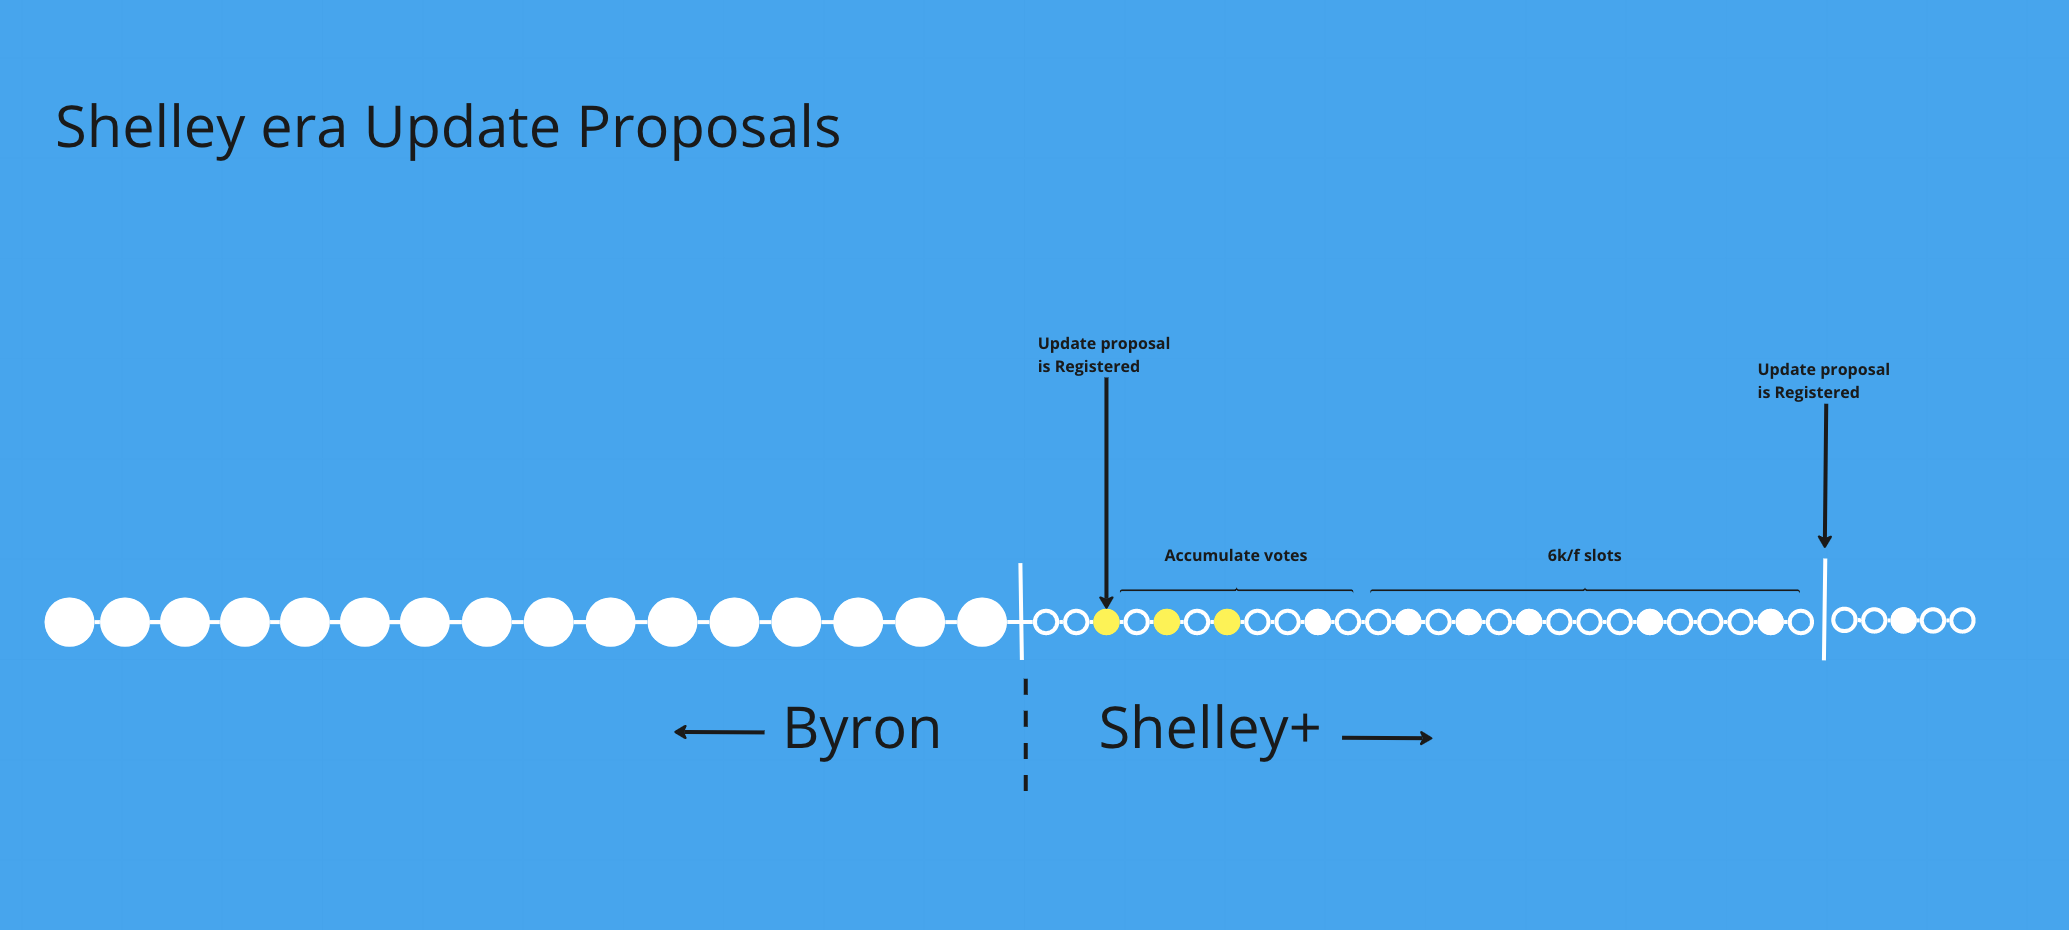 Shelley era Update Proposals
Update proposal
is Registered
Update proposal
is Registered
Accumulate votes
6k/f slots
Byron
Shelley+